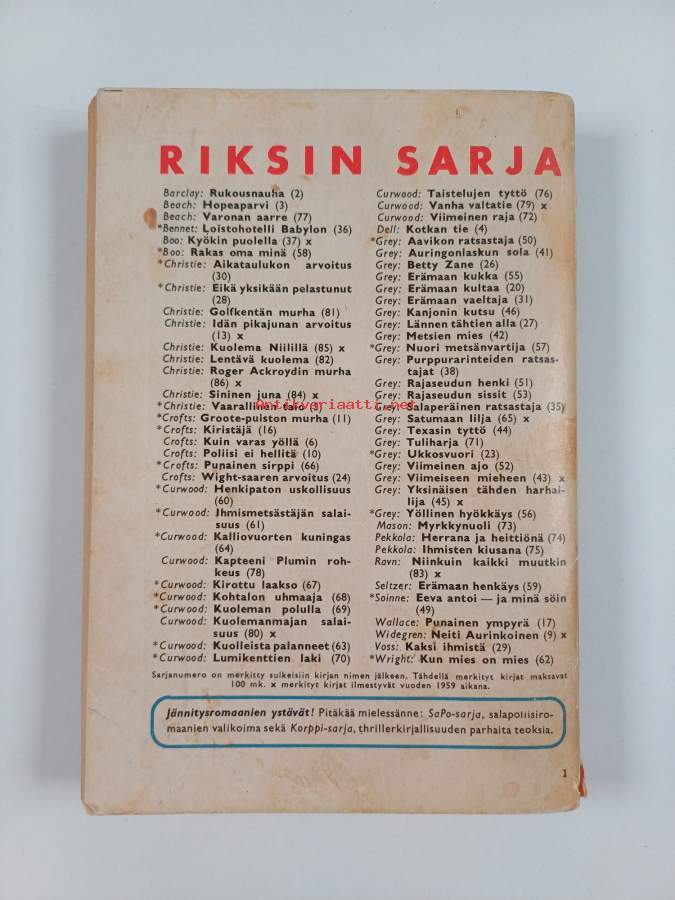 RIKSIN SARJA
Barclay: Rukousnauha (2)
Beach: Hopeaparvi (3)
Beach: Varonan aarre (77)
*Bennet: Loistohotelli Babylon (36)
Boo: Kyökin puolella (37) x
*Boo: Rakas oma minä (58)
*Christie: Aikataulukon arvoitus
(30)
*Christie: Eikä yksikään pelastunut
(28)
Christie: Golfkentän murha (81)
Christie: Idän pikajunan arvoitus
(13) x
Christie: Kuolema Niilillä (85) x
Christie: Lentävä kuolema (82)
Christie: Roger Ackroydin murha
(86) x
Christie: Sininen juna (84) x
*Christie: Vaarallinen talo (5)
*Crofts: Groote-puiston murha (11)
*Crofts: Kiristäjä (16)
Crofts: Kuin varas yöllä (6)
Crofts: Poliisi ei hellitä (10)
*Crofts: Punainen sirppi (66)
Crofts: Wight-saaren arvoitus (24)
*Curwood: Henkipaton uskollisuus
(60)
*Curwood: Ihmismetsästäjän salai-
suus (61)
*Curwood: Kalliovuorten kuningas
(64)
Curwood: Kapteeni Plumin roh-
keus (78)
*Curwood: Kirottu laakso (67)
*Curwood: Kohtalon uhmaaja (68)
*Curwood: Kuoleman polulla (69)
Curwood: Kuolemanmajan salai-
suus (80) x
*Curwood: Kuolleista palanneet (63)
*Curwood: Lumikenttien laki (70)
Curwood: Taistelujen tyttö (76)
Curwood: Vanha valtatie (79) x
Curwood: Viimeinen raja (72)
Dell: Kotkan tie (4)
*Grey: Aavikon ratsastaja (50)
Grey: Auringonlaskun sola (41)
Grey: Betty Zane (26)
Grey: Erämaan kukka (55)
Grey: Erämaan kultaa (20)
Grey: Erämaan vaeltaja (31)
Grey: Kanjonin kutsu (46)
Grey: Lännen tähtien alla (27)
Grey: Metsien mies (42)
*Grey: Nuori metsänvartija (57)
Grey: Purppurarinteiden ratsas-
tajat (38)
Grey: Rajaseudun henki (51)
Grey: Rajaseudun sissit (53)
Grey: Salaperäinen ratsastaja (35)
Grey: Satumaan lilja (65) x
Grey: Texasin tyttö (44)
Grey: Tuliharja (71)
*Grey: Ukkosvuori (23)
Grey: Viimeinen ajo (52)
Grey: Viimeiseen mieheen (43) x
Grey: Yksinäisen tähden harhai-
lija (45) x
*Grey: Yöllinen hyökkäys (56)
Mason: Myrkkynuoli (73)
Pekkola: Herrana ja heittiönä (74)
Pekkola: Ihmisten kiusana (75)
Ravn: Niinkuin kaikki muutkin
(83) x
Seltzer: Erämaan henkäys (59)
*Soinne: Eeva antoi — ja minä söin
(49)
Wallace: Punainen ympyrä (17)
Widegren: Neiti Aurinkoinen (9) x
Voss: Kaksi ihmistä (29)
*Wright: Kun mies on mies (62)
Antikvariaatti.net
Sarjanumero on merkitty sulkeisiin kirjan nimen jälkeen. Tähdellä merkityt kirjat maksavat
100 mk. x merkityt kirjat ilmestyvät vuoden 1959 aikana.
Jännitysromaanien ystävät! Pitäkää mielessänne: SaPo-sarja, salapoliisiro-
maanien valikoima sekä Korppi-sarja, thrillerkirjallisuuden parhaita teoksia.
1